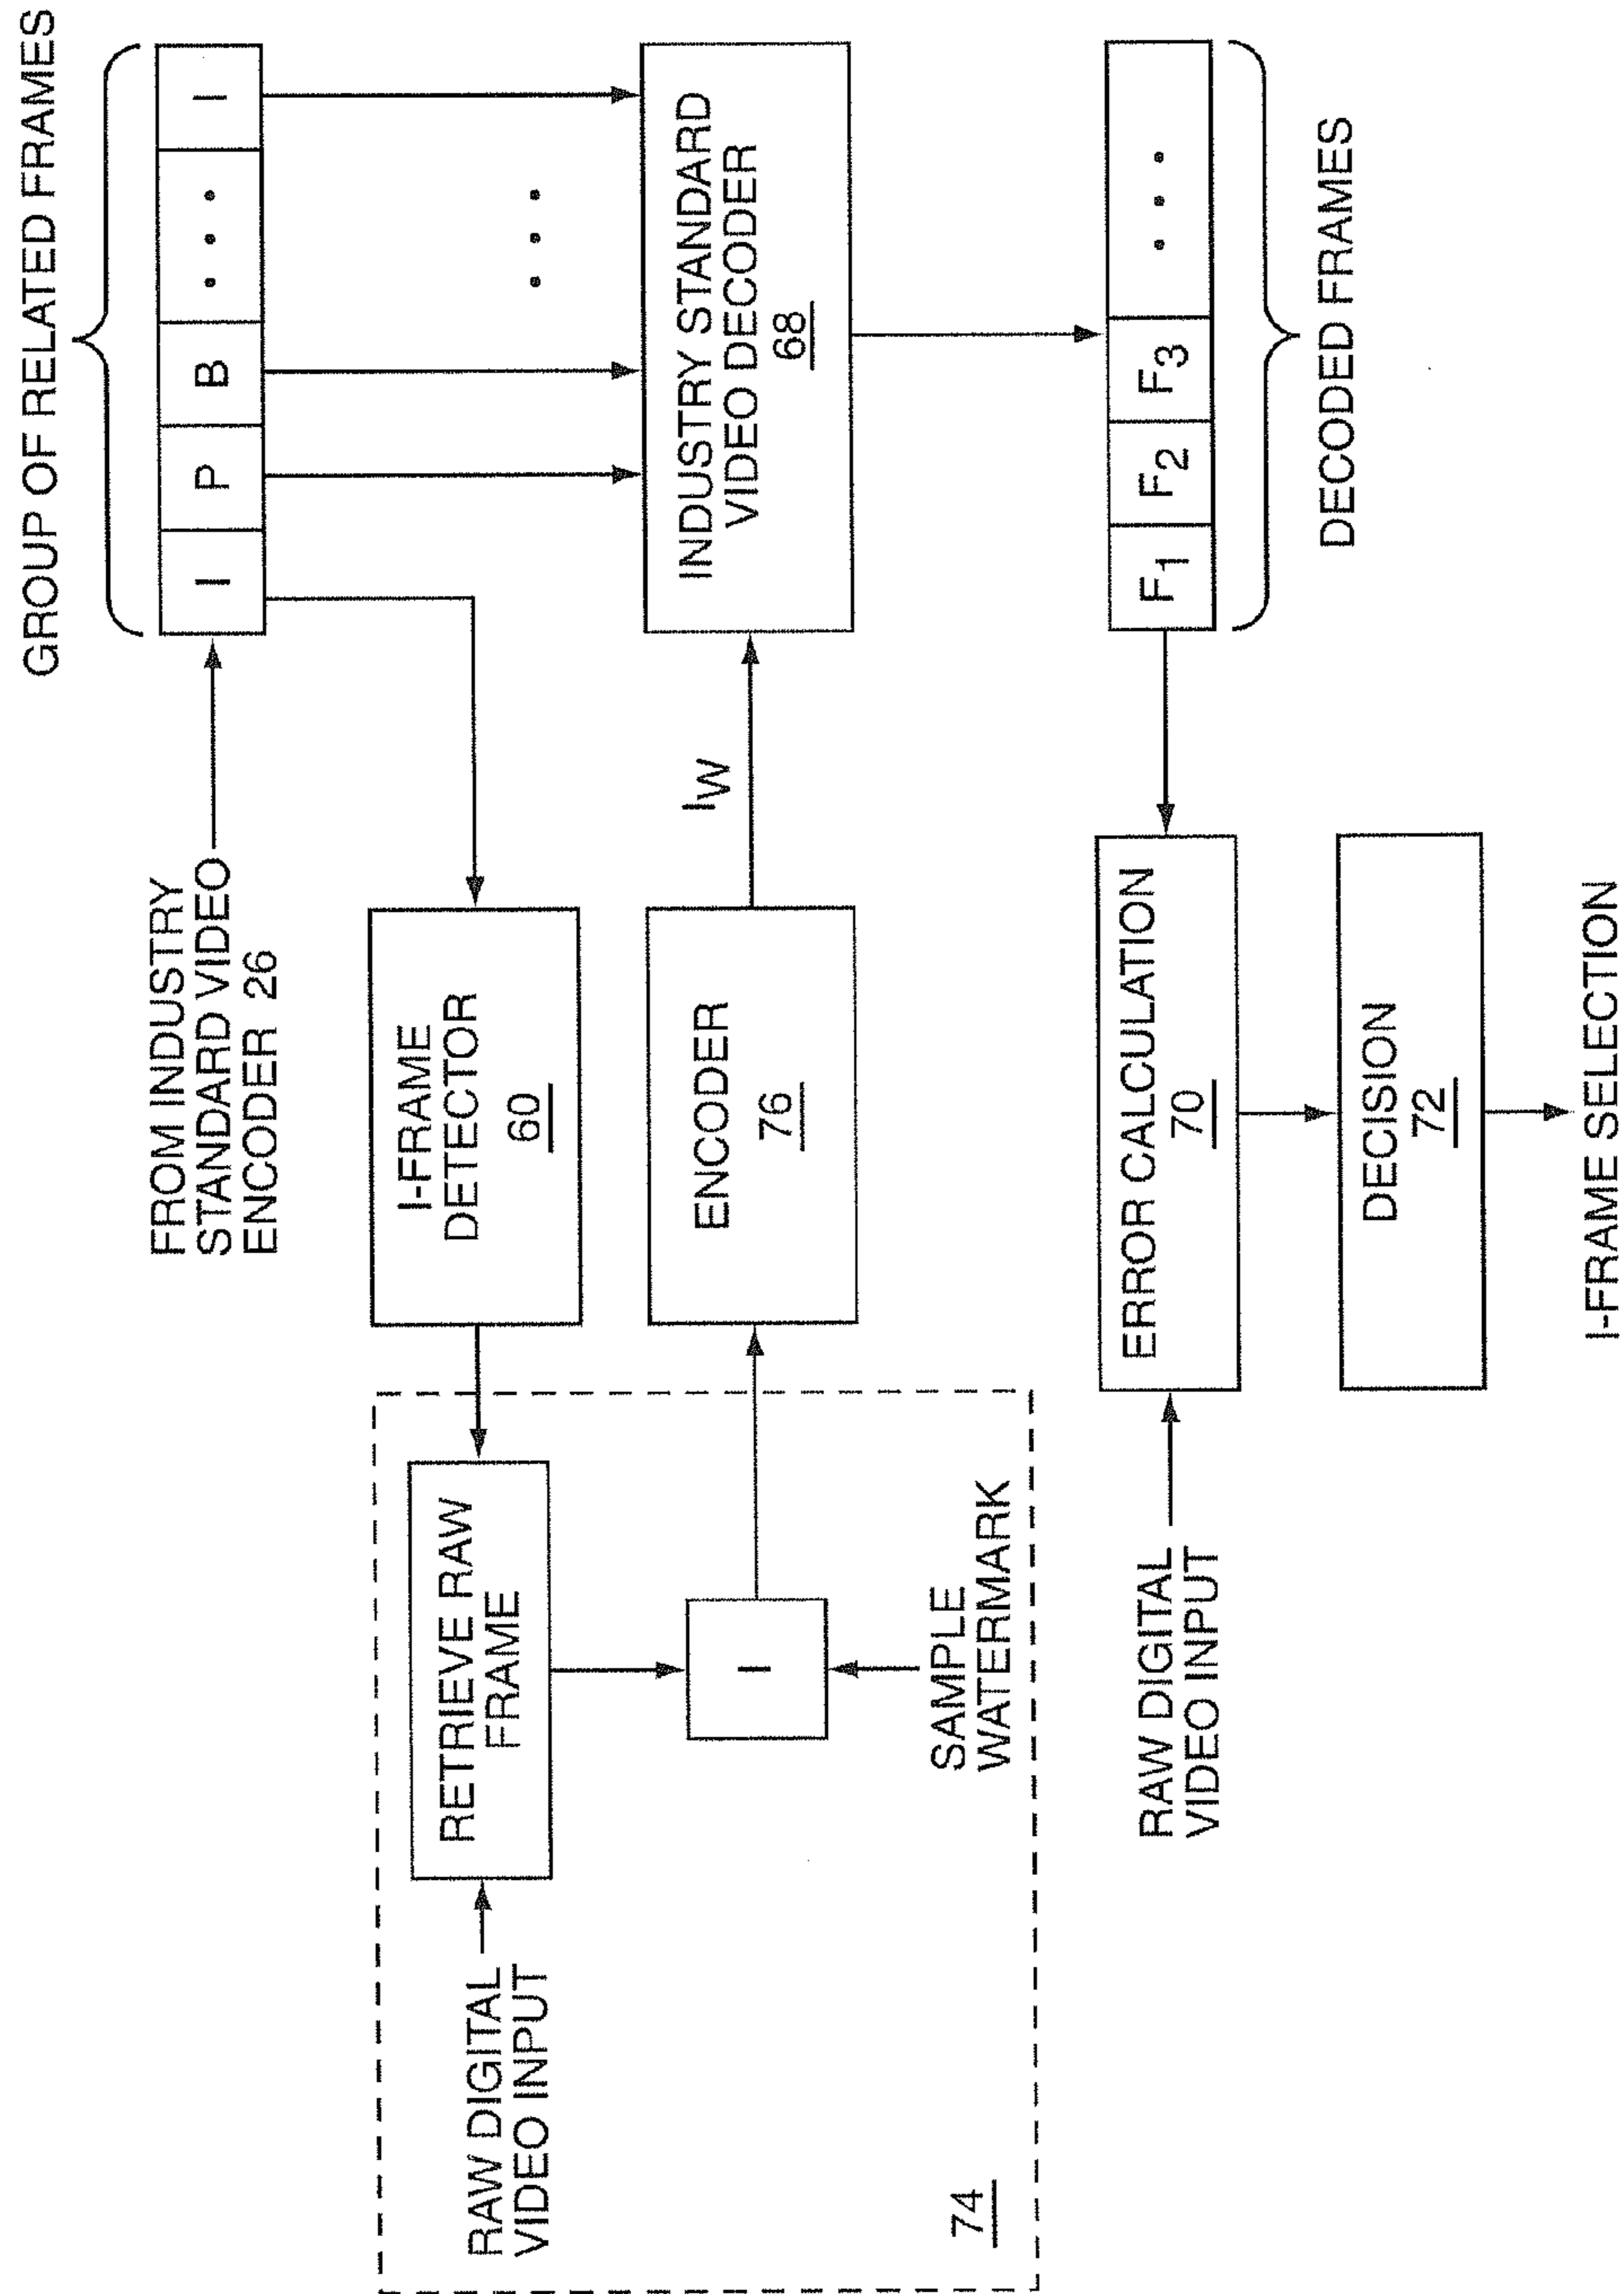 GROUP OF RELATED FRAMES
FROM INDUSTRY
STANDARD VIDEO
ENCODER 26
I P B • • • I
I-FRAME
DETECTOR
60
RETRIEVE RAW
FRAME
RAW DIGITAL
VIDEO INPUT
I
SAMPLE
WATERMARK
74
ENCODER
76
IW
• • •
INDUSTRY STANDARD
VIDEO DECODER
68
F1 F2 F3 • • •
DECODED FRAMES
RAW DIGITAL
VIDEO INPUT
ERROR CALCULATION
70
DECISION
72
I-FRAME SELECTION